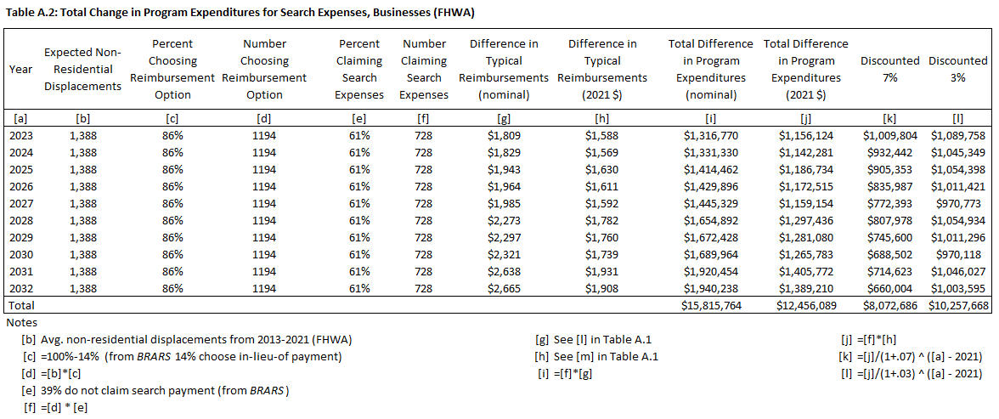 Table A.2: Total Change in Program Expenditures for Search Expenses, Businesses (FHWA)
Year Expected Non-Residential Displacements Percent Choosing Reimbursement Option Number Choosing Reimbursement Option Percent Claiming Search Expenses Number Claiming Search Expenses Difference in Typical Reimbursements (nominal) Difference in Typical Reimbursements (2021 $) Total Difference in Program Expenditures (nominal) Total Difference in Program Expenditures (2021 $) Discounted 7% Discounted 3%
[a] [b] [c] [d] [e] [f] [g] [h] [i] [j] [k] [l]
2023 1,388 86% 1194 61% 728 $1,809 $1,588 $1,316,770 $1,156,124 $1,009,804 $1,089,758
2024 1,388 86% 1194 61% 728 $1,829 $1,569 $1,331,330 $1,142,281 $932,442 $1,045,349
2025 1,388 86% 1194 61% 728 $1,943 $1,630 $1,414,462 $1,186,734 $905,353 $1,054,398
2026 1,388 86% 1194 61% 728 $1,964 $1,611 $1,429,896 $1,172,515 $835,987 $1,011,421
2027 1,388 86% 1194 61% 728 $1,985 $1,592 $1,445,329 $1,159,154 $772,393 $970,773
2028 1,388 86% 1194 61% 728 $2,273 $1,782 $1,654,892 $1,297,436 $807,978 $1,054,934
2029 1,388 86% 1194 61% 728 $2,297 $1,760 $1,672,428 $1,281,080 $745,600 $1,011,296
2030 1,388 86% 1194 61% 728 $2,321 $1,739 $1,689,964 $1,265,783 $688,502 $970,118
2031 1,388 86% 1194 61% 728 $2,638 $1,931 $1,920,454 $1,405,772 $714,623 $1,046,027
2032 1,388 86% 1194 61% 728 $2,665 $1,908 $1,940,238 $1,389,210 $660,004 $1,003,595
Total $15,815,764 $12,456,089 $8,072,686 $10,257,668
Notes
[b] Avg. non-residential displacements from 2013-2021 (FHWA) [g] See [l] in Table A.1 [j] =[f]*[h]
[c] =100%-14% (from BRARS 14% choose in-lieu-of payment) [h] See [m] in Table A.1 [k] =[j]/(1+.07) ^ ([a] - 2021)
[d] =[b]*[c] [i] =[f]*[g] [l] =[j]/(1+.03) ^ ([a] - 2021)
[e] 39% do not claim search payment (from BRARS)
[f] =[d] * [e]